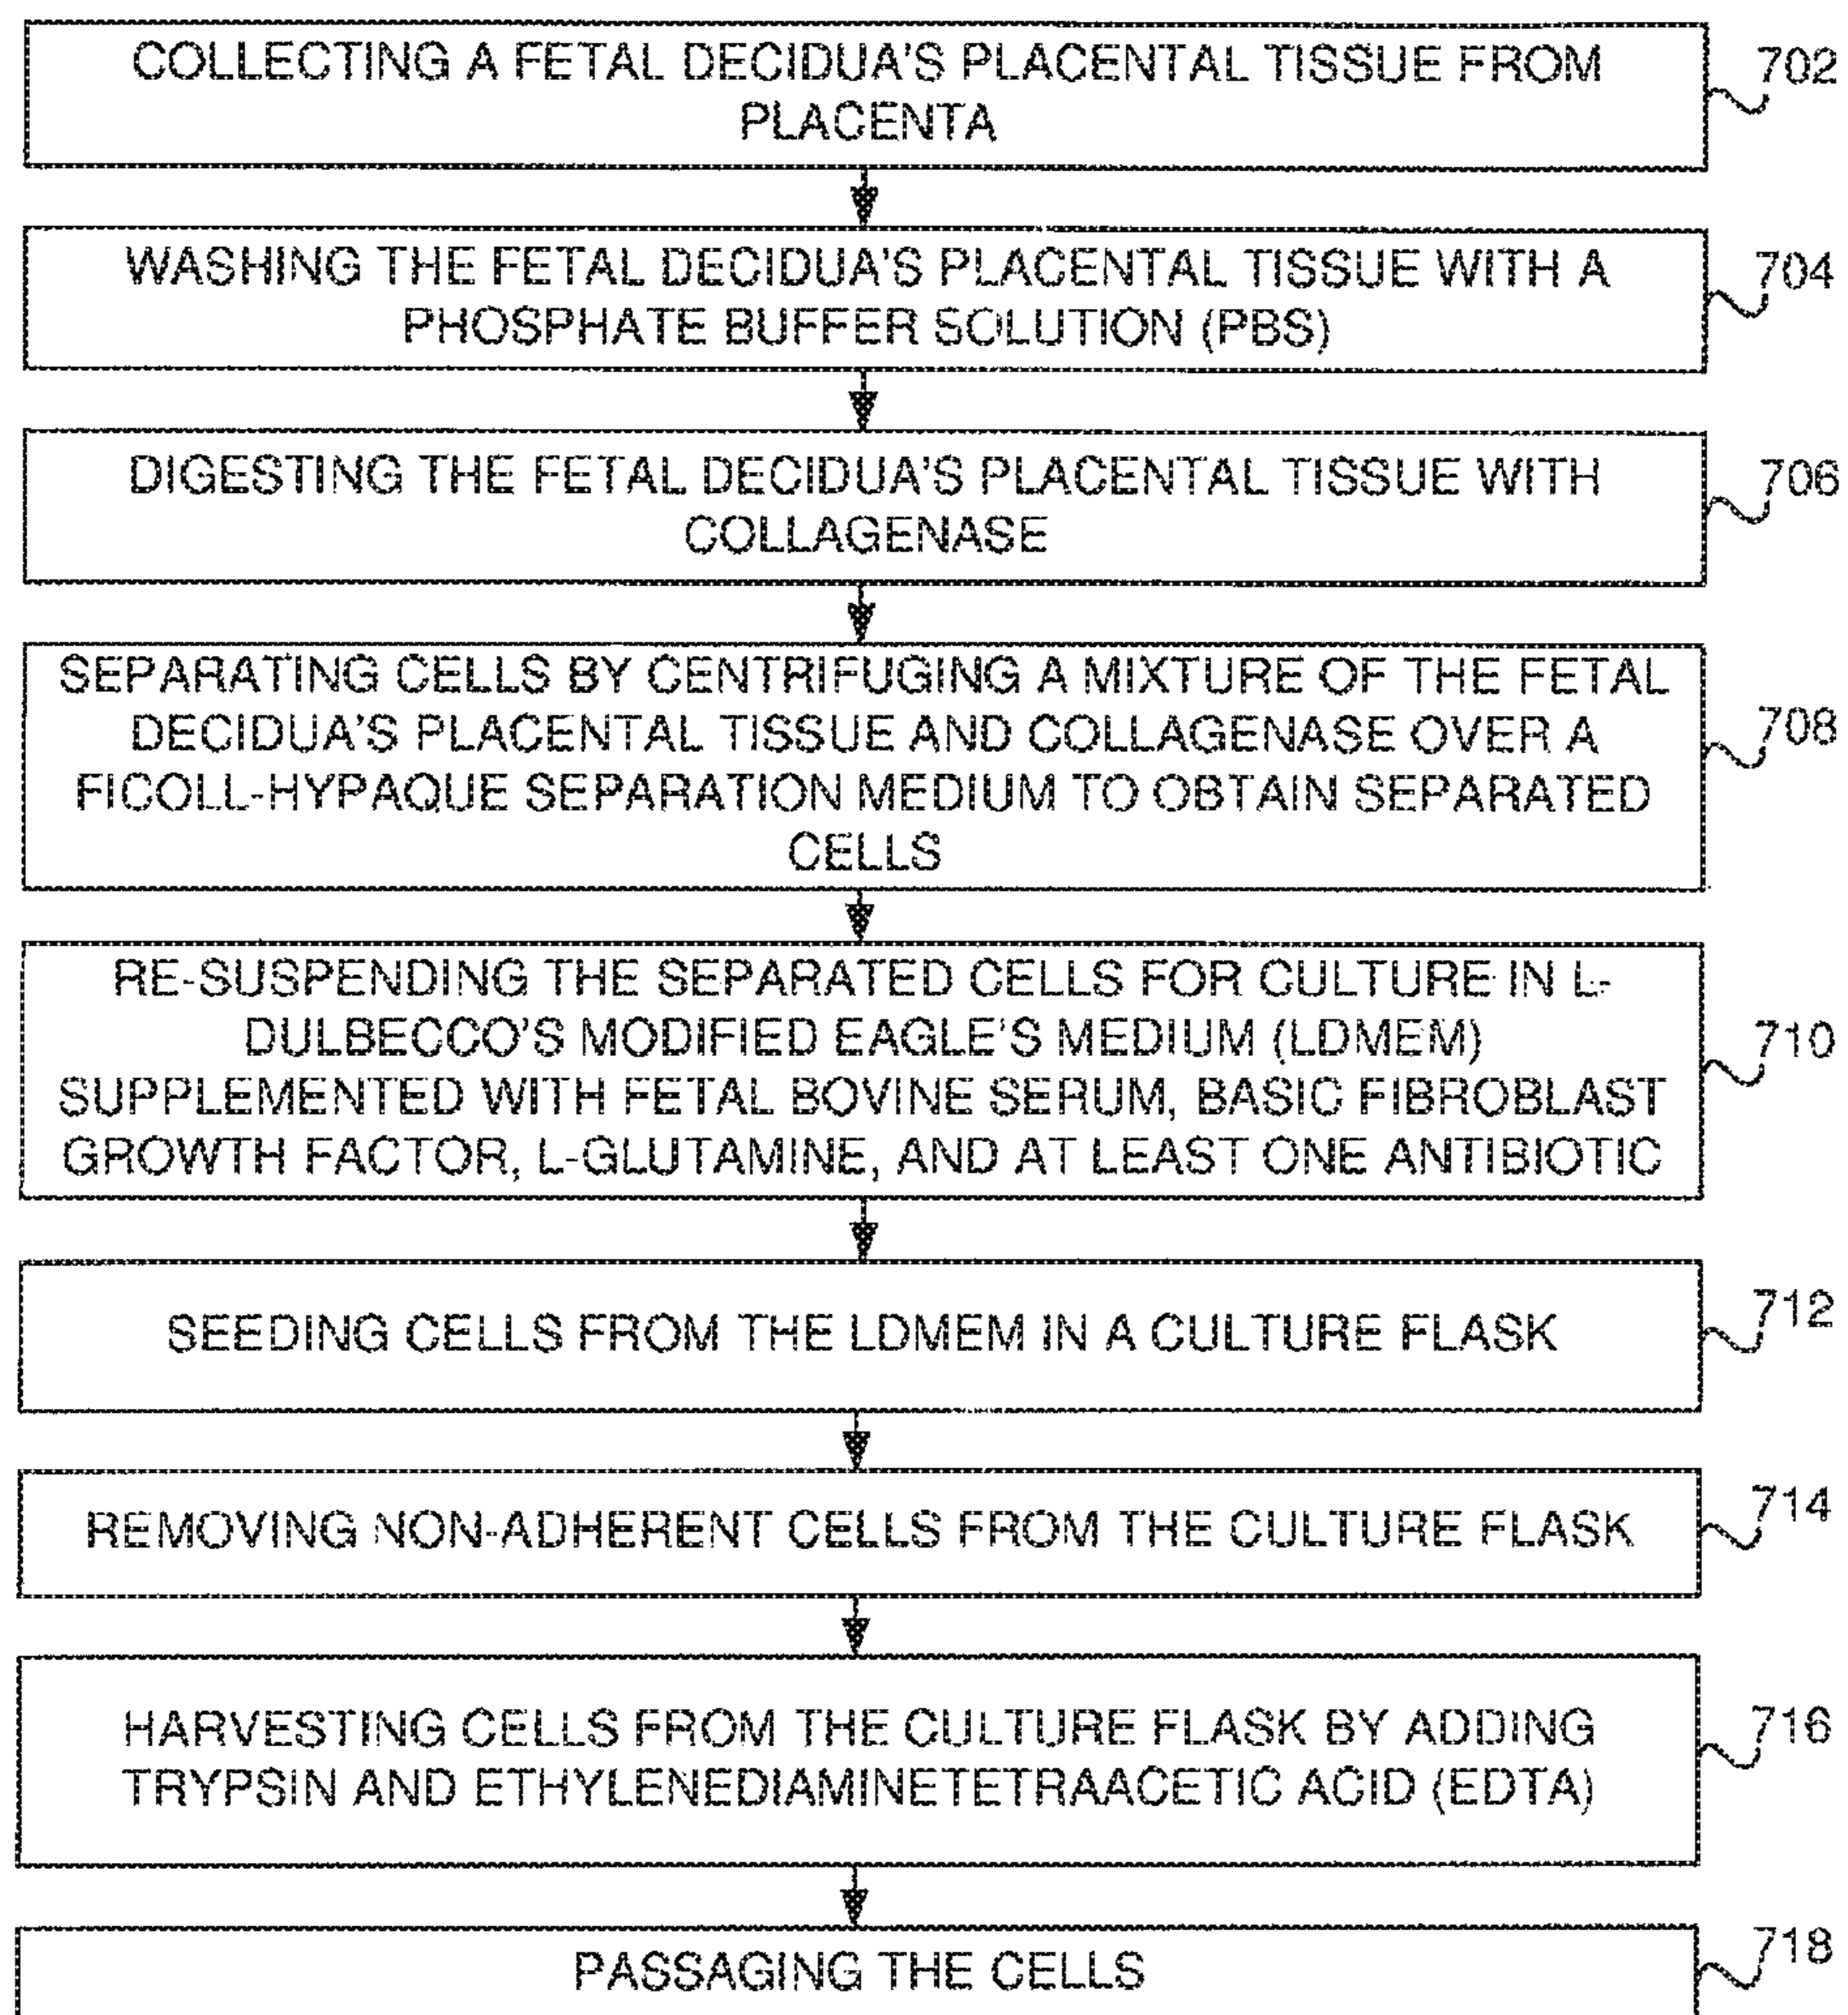 COLLECTING A FETAL DECIDUA'S PLACENTAL TISSUE FROM
PLACENTA
702
WASHING THE FETAL DECIDUA'S PLACENTAL TISSUE WITH A
PHOSPHATE BUFFER SOLUTION (PBS)
704
DIGESTING THE FETAL DECIDUA'S PLACENTAL TISSUE WITH
COLLAGENASE
706
SEPARATING CELLS BY CENTRIFUGING A MIXTURE OF THE FETAL
DECIDUA'S PLACENTAL TISSUE AND COLLAGENASE OVER A
FICOLL-HYPAQUE SEPARATION MEDIUM TO OBTAIN SEPARATED
CELLS
708
RE-SUSPENDING THE SEPARATED CELLS FOR CULTURE IN L-
DULBECCO'S MODIFIED EAGLE'S MEDIUM (LDMEM)
SUPPLEMENTED WITH FETAL BOVINE SERUM, BASIC FIBROBLAST
GROWTH FACTOR, L-GLUTAMINE, AND AT LEAST ONE ANTIBIOTIC
710
SEEDING CELLS FROM THE LDMEM IN A CULTURE FLASK
712
REMOVING NON-ADHERENT CELLS FROM THE CULTURE FLASK
714
HARVESTING CELLS FROM THE CULTURE FLASK BY ADDING
TRYPSIN AND ETHYLENEDIAMINETETRAACETIC ACID (EDTA)
716
PASSAGING THE CELLS
718